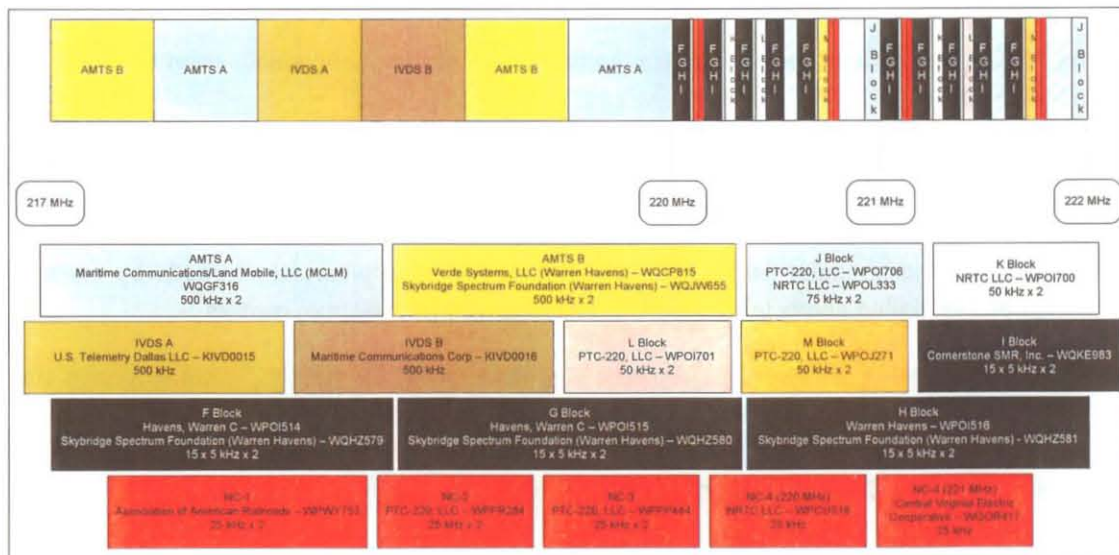 AMTS B
AMTS A
IVDS A
IVDS B
AMTS B
AMTS A
F G H I
F G H I
K Block
F G H I
L Block
F G H I
F G H I
M Block
J Block
F G H I
F G H I
K Block
F G H I
L Block
F G H I
F G H I
M Block
J Block
217 MHz
220 MHz
221 MHz
222 MHz
AMTS A
Maritime Communications/Land Mobile, LLC (MCLM)
WQGF316
500 kHz x 2
AMTS B
Verde Systems, LLC (Warren Havens) – WQCP815
Skybridge Spectrum Foundation (Warren Havens) – WQJW655
500 kHz x 2
J Block
PTC-220, LLC – WPOI706
NRTC LLC – WPOL333
75 kHz x 2
K Block
NRTC LLC – WPOI700
50 kHz x 2
IVDS A
U.S. Telemetry Dallas LLC – KIVD0015
500 kHz
IVDS B
Maritime Communications Corp – KIVD0016
500 kHz
L Block
PTC-220, LLC – WPOI701
50 kHz x 2
M Block
PTC-220, LLC – WPOJ271
50 kHz x 2
I Block
Cornerstone SMR, Inc. – WQKE983
15 x 5 kHz x 2
F Block
Havens, Warren C – WPOI514
Skybridge Spectrum Foundation (Warren Havens) – WQHZ579
15 x 5 kHz x 2
G Block
Havens, Warren C – WPOI515
Skybridge Spectrum Foundation (Warren Havens) – WQHZ580
15 x 5 kHz x 2
H Block
Warren Havens – WPOI516
Skybridge Spectrum Foundation (Warren Havens) - WQHZ581
15 x 5 kHz x 2
NC-1
Association of American Railroads –
25 kHz x 2
NC-2
PTC-220, LLC –
25 kHz x 2
NC-3
PTC-220, LLC –
25 kHz x 2
NC-4 (220 MHz)
NRTC LLC –
25 kHz
NC-4 (221 MHz)
Central Virginia Electric
Cooperative –
25 kHz